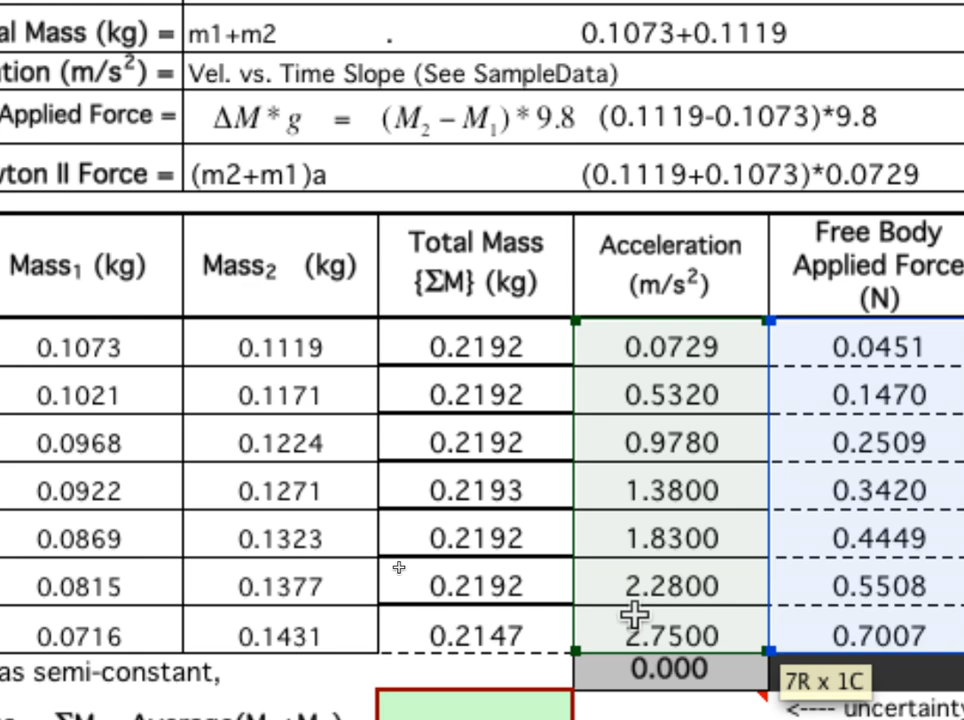 al Mass (kg) = m1+m2 . 0.1073+0.1119
tion (m/s²) = Vel. vs. Time Slope (See SampleData)
Applied Force = ΔM * g = (M₂ – M₁) * 9.8 (0.1119-0.1073)*9.8
ton II Force = (m2+m1)a (0.1119+0.1073)*0.0729
Mass₁ (kg) Mass₂ (kg) Total Mass {ΣM} (kg) Acceleration (m/s²) Free Body Applied Force (N)
0.1073 0.1119 0.2192 0.0729 0.0451
0.1021 0.1171 0.2192 0.5320 0.1470
0.0968 0.1224 0.2192 0.9780 0.2509
0.0922 0.1271 0.2193 1.3800 0.3420
0.0869 0.1323 0.2192 1.8300 0.4449
0.0815 0.1377 0.2192 2.2800 0.5508
0.0716 0.1431 0.2147 2.7500 0.7007
as semi-constant, 0.000
7R x 1C
<---- uncertainty